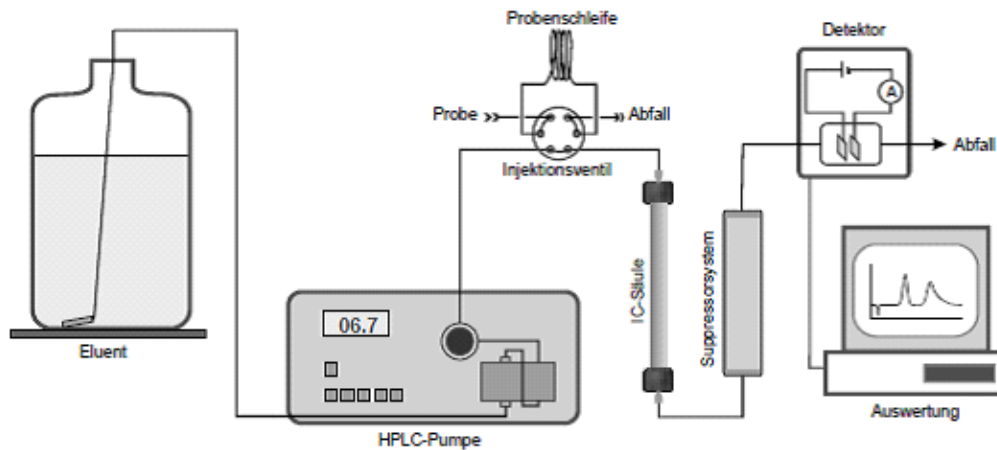 Probenschleife
Detektor
A
Probe
Abfall
Abfall
Injektionsventil
IC-Säule
Suppressorsystem
06.7
Eluent
HPLC-Pumpe
Auswertung